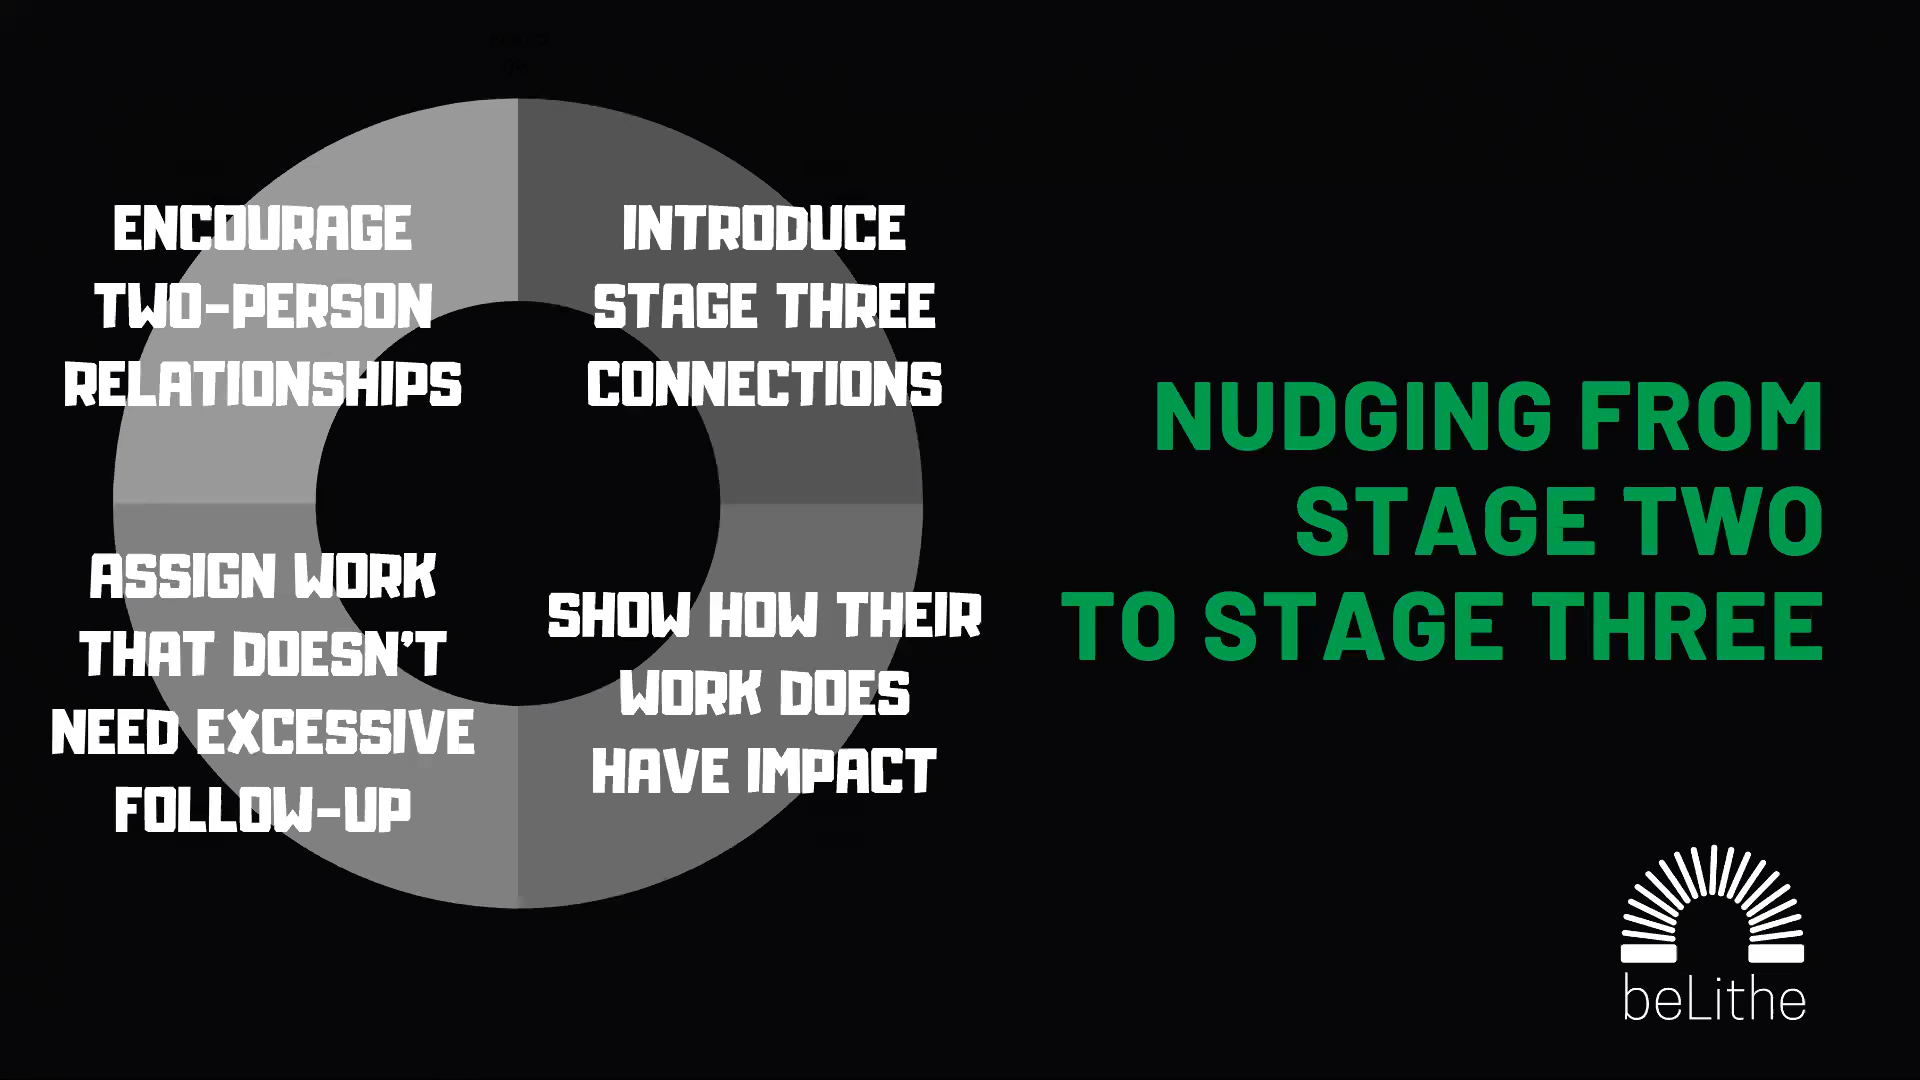 ENCOURAGE
TWO-PERSON
RELATIONSHIPS
INTRODUCE
STAGE THREE
CONNECTIONS
ASSIGN WORK
THAT DOESN'T
NEED EXCESSIVE
FOLLOW-UP
SHOW HOW THEIR
WORK DOES
HAVE IMPACT
NUDGING FROM
STAGE TWO
TO STAGE THREE
beLithe